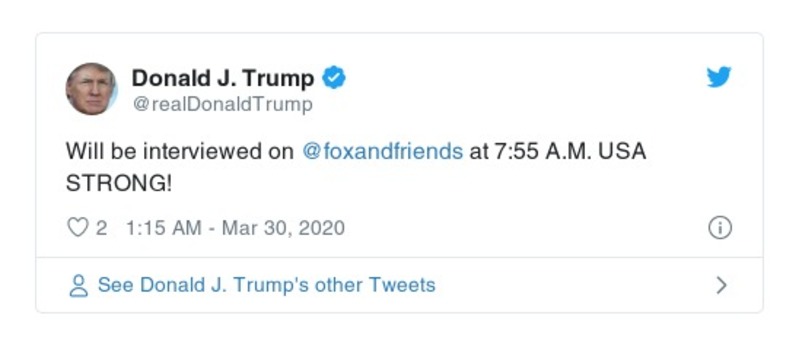 Donald J. Trump
@realDonaldTrump
Will be interviewed on @foxandfriends at 7:55 A.M. USA
STRONG!
2 1:15 AM - Mar 30, 2020
See Donald J. Trump's other Tweets